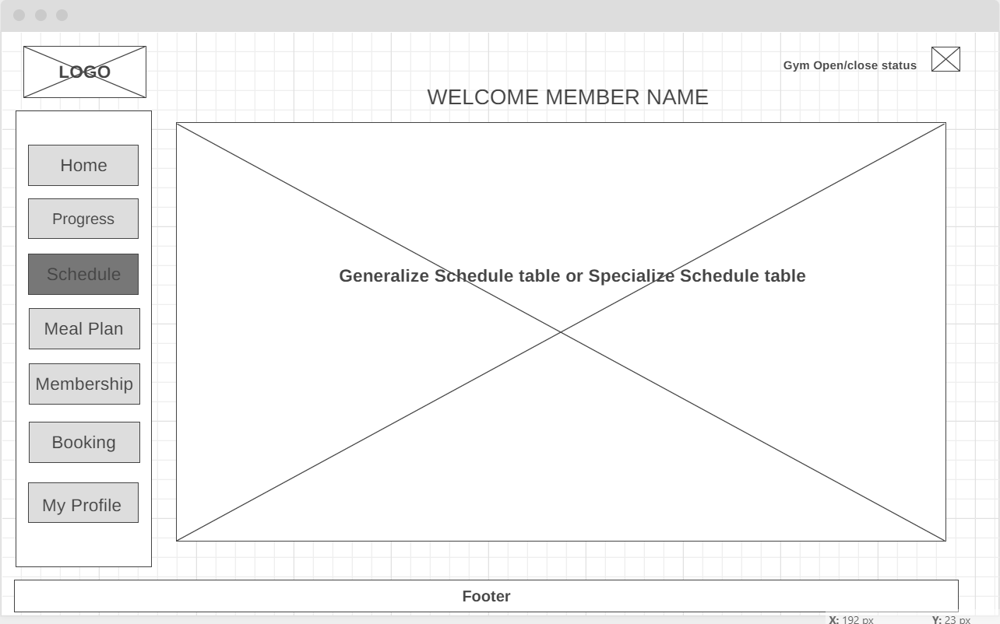 LOGO
Gym Open/close status
WELCOME MEMBER NAME
Home
Progress
Schedule
Meal Plan
Membership
Booking
My Profile
Generalize Schedule table or Specialize Schedule table
Footer
X: 192 px Y: 23 px